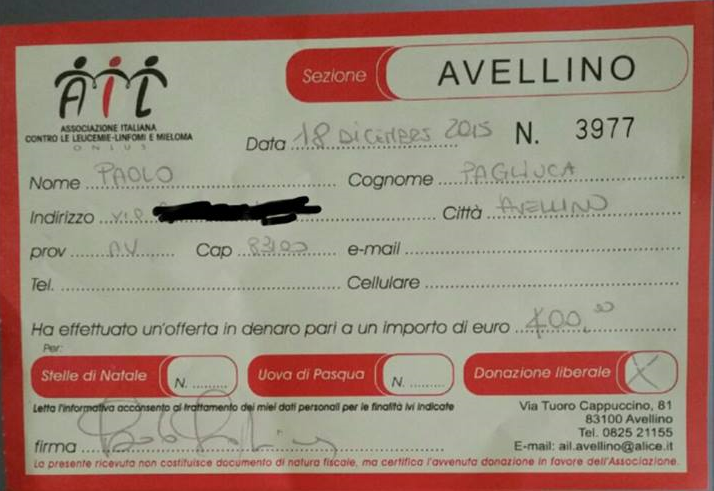 AIL
Sezione AVELLINO
ASSOCIAZIONE ITALIANA
CONTRO LE LEUCEMIE-LINFOMI E MIELOMA
ONLUS
Data 18 DICEMBRE 2015 N. 3977
Nome PAOLO Cognome PAGLIUCA
Indirizzo VIA Città AVELLINO
prov AV Cap 83100 e-mail
Tel. Cellulare
Ha effettuato un'offerta in denaro pari a un importo di euro 400,00
Per:
Stelle di Natale N. Uova di Pasqua N. Donazione liberale X
Letta l'informativa acconsento al trattamento dei miei dati personali per le finalità ivi indicate
Via Tuoro Cappuccino, 81
83100 Avellino
Tel. 0825 21155
E-mail: ail.avellino@alice.it
firma
La presente ricevuta non costituisce documento di natura fiscale, ma certifica l'avvenuta donazione in favore dell'Associazione.